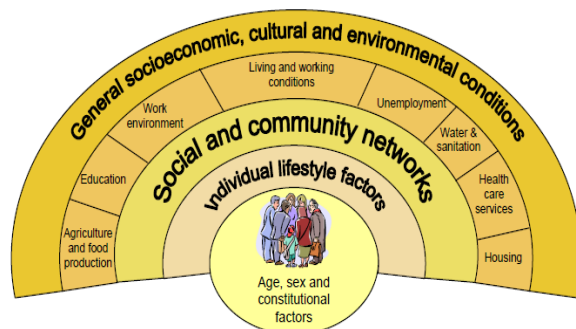 General socioeconomic, cultural and environmental conditions
Living and working
conditions
Work
environment
Unemployment
Water &
sanitation
Education
Health
care
services
Agriculture
and food
production
Housing
Social and community networks
Individual lifestyle factors
Age, sex and
constitutional
factors